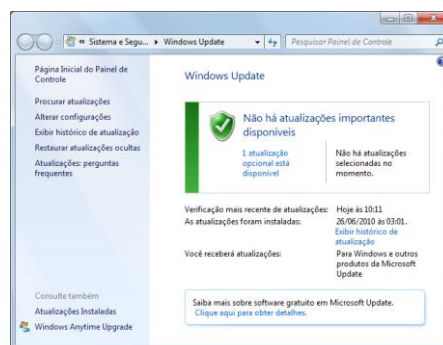 Sistema e Segu... Windows Update Pesquisar Painel de Controle
Página Inicial do Painel de
Controle
Procurar atualizações
Alterar configurações
Exibir histórico de atualização
Restaurar atualizações ocultas
Atualizações: perguntas
frequentes
Consulte também
Atualizações Instaladas
Windows Anytime Upgrade
Windows Update
Não há atualizações importantes
disponíveis
1 atualização
opcional está
disponível
Não há atualizações
selecionadas no
momento.
Verificação mais recente de atualizações: Hoje às 10:11
As atualizações foram instaladas: 26/06/2010 às 03:01.
Exibir histórico de
atualização
Você receberá atualizações: Para Windows e outros
produtos da Microsoft
Update
Saiba mais sobre software gratuito em Microsoft Update.
Clique aqui para obter detalhes.